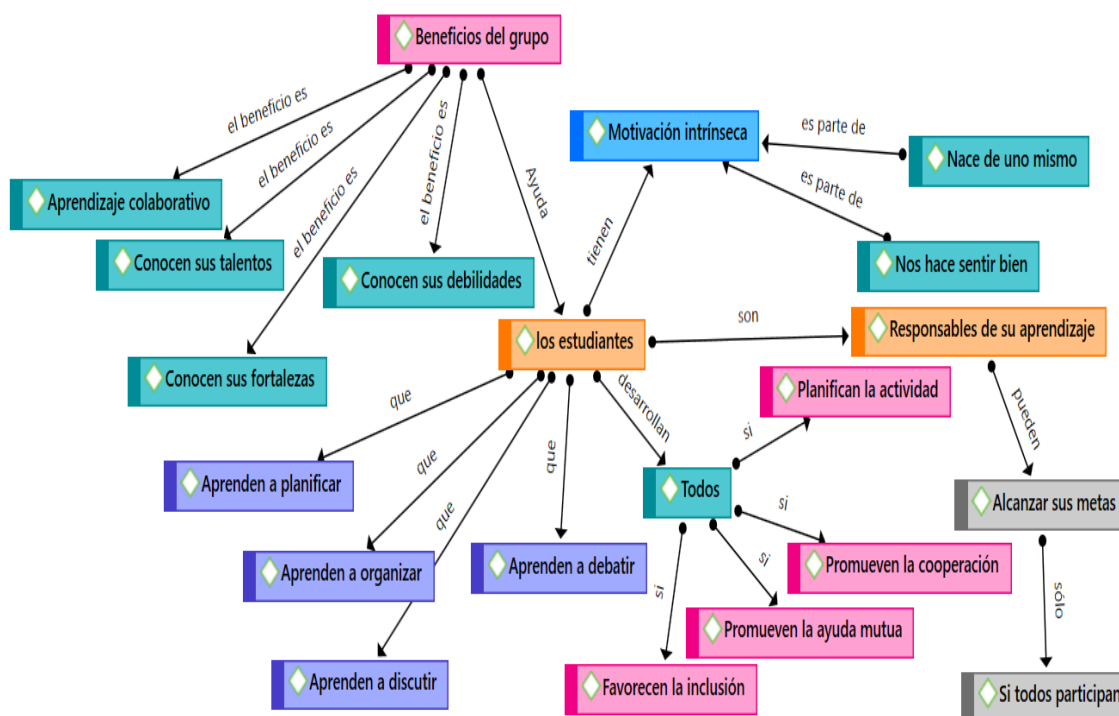 Beneficios del grupo
el beneficio es
el beneficio es
el beneficio es
el beneficio es
Ayuda
Motivación intrínseca
es parte de
Nace de uno mismo
es parte de
Nos hace sentir bien
tienen
Aprendizaje colaborativo
Conocen sus talentos
Conocen sus debilidades
Conocen sus fortalezas
los estudiantes
son
Responsables de su aprendizaje
que
que
que
que
desarrollan
Planifican la actividad
pueden
si
Aprenden a planificar
Todos
Alcanzar sus metas
si
si
si
Aprenden a organizar
Aprenden a debatir
Promueven la cooperación
sólo
Promueven la ayuda mutua
Aprenden a discutir
Favorecen la inclusión
Si todos participan